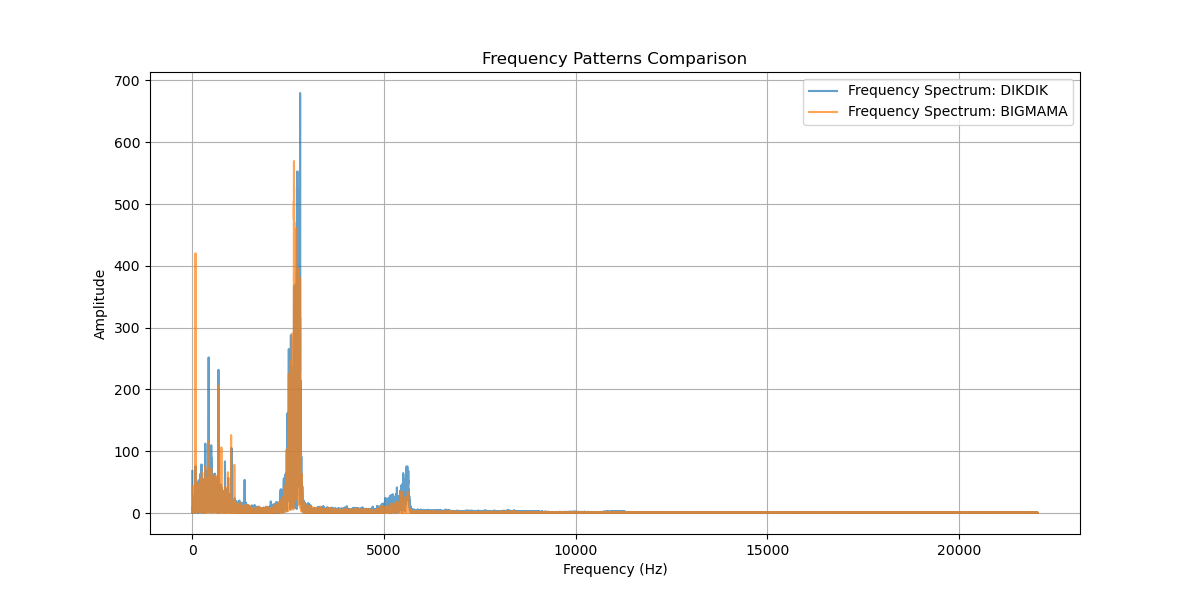 Frequency Patterns Comparison
Frequency Spectrum: DIKDIK
Frequency Spectrum: BIGMAMA
Amplitude
700
600
500
400
300
200
100
0
0 5000 10000 15000 20000
Frequency (Hz)